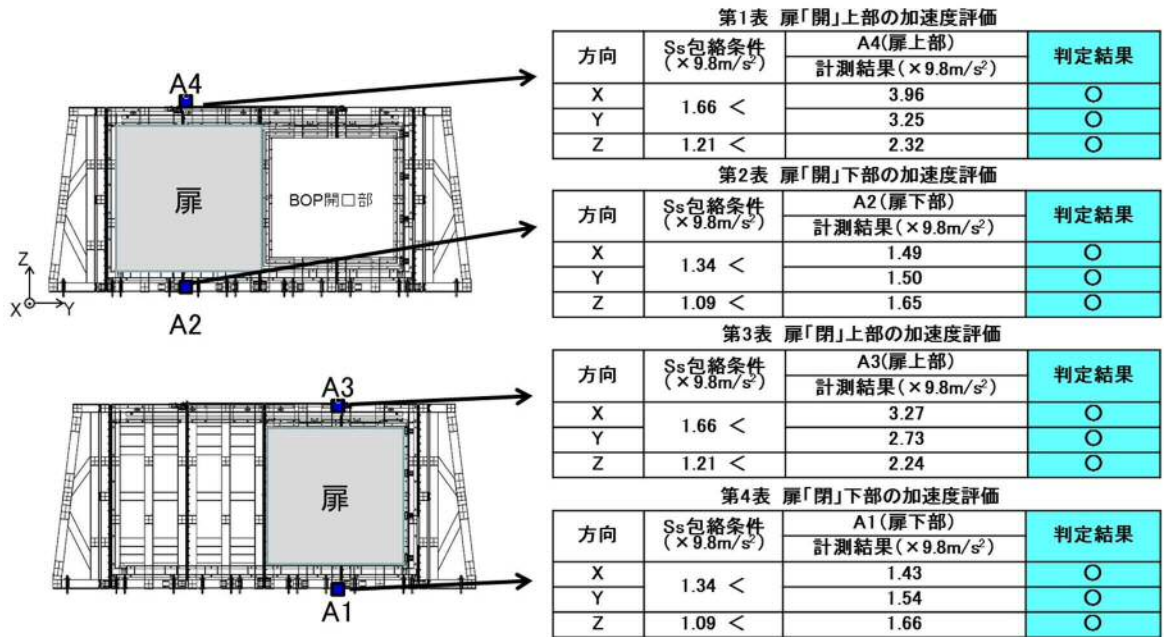 A4
扉
BOP開口部
Z
X
Y
A2
A3
扉
A1
第1表 扉「開」上部の加速度評価
方向 Ss包絡条件 (×9.8m/s²) A4(扉上部) 計測結果(×9.8m/s²) 判定結果
X 1.66 < 3.96 ○
Y 3.25 ○
Z 1.21 < 2.32 ○
第2表 扉「開」下部の加速度評価
方向 Ss包絡条件 (×9.8m/s²) A2(扉下部) 計測結果(×9.8m/s²) 判定結果
X 1.34 < 1.49 ○
Y 1.50 ○
Z 1.09 < 1.65 ○
第3表 扉「閉」上部の加速度評価
方向 Ss包絡条件 (×9.8m/s²) A3(扉上部) 計測結果(×9.8m/s²) 判定結果
X 1.66 < 3.27 ○
Y 2.73 ○
Z 1.21 < 2.24 ○
第4表 扉「閉」下部の加速度評価
方向 Ss包絡条件 (×9.8m/s²) A1(扉下部) 計測結果(×9.8m/s²) 判定結果
X 1.34 < 1.43 ○
Y 1.54 ○
Z 1.09 < 1.66 ○